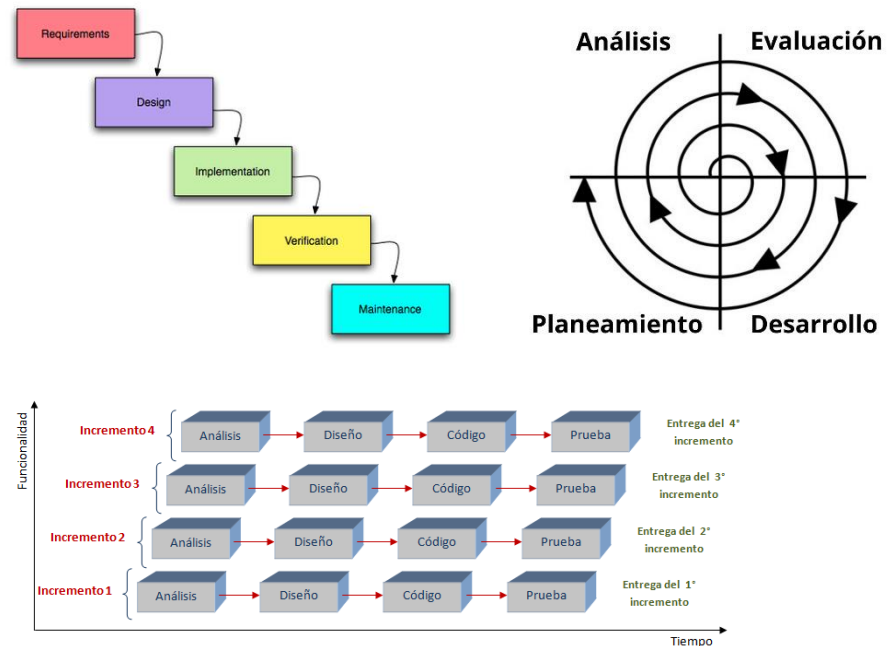 Requirements
Design
Implementation
Verification
Maintenance
Análisis Evaluación
Planeamiento Desarrollo
Funcionalidad
Incremento 4 Análisis Diseño Código Prueba Entrega del 4°
incremento
Incremento 3 Análisis Diseño Código Prueba Entrega del 3°
incremento
Incremento 2 Análisis Diseño Código Prueba Entrega del 2°
incremento
Incremento 1 Análisis Diseño Código Prueba Entrega del 1°
incremento
Tiempo